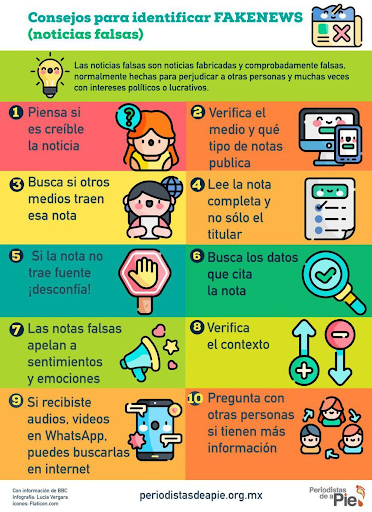 Consejos para identificar FAKENEWS
(noticias falsas)
Las noticias falsas son noticias fabricadas y comprobadamente falsas,
normalmente hechas para perjudicar a otras personas y muchas veces
con intereses políticos o lucrativos.
1 Piensa si
es creíble
la noticia
2 Verifica el
medio y qué
tipo de notas
publica
3 Busca si otros
medios traen
esa nota
4 Lee la nota
completa y
no sólo el
titular
5 Si la nota no
trae fuente
¡desconfía!
6 Busca los datos
que cita
la nota
7 Las notas falsas
apelan a
sentimientos
y emociones
8 Verifica
el contexto
9 Si recibiste
audios, videos
en WhatsApp,
puedes buscarlas
en internet
10 Pregunta con
otras personas
si tienen más
información
Con información de BBC
Infografía: Lucía Vergara
íconos: Flaticon.com
periodistasdeapie.org.mx
Periodistas
de a Pie